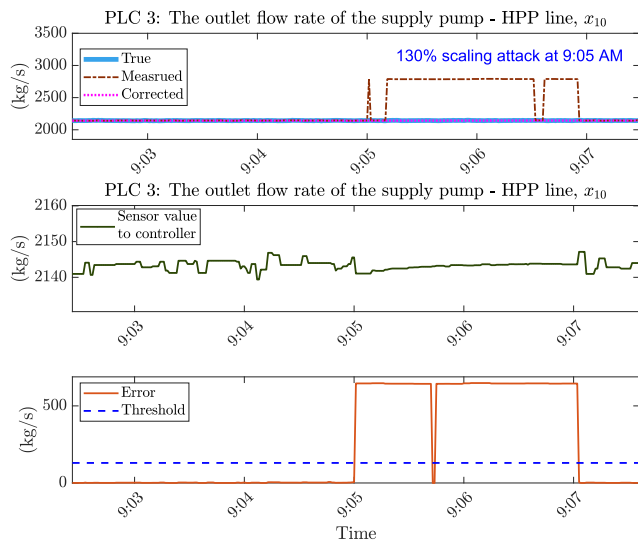 PLC 3: The outlet flow rate of the supply pump - HPP line, x₁₀
3500
3000
2500
2000
(kg/s)
True
Measrued
Corrected
130% scaling attack at 9:05 AM
9:03
9:04
9:05
9:06
9:07
PLC 3: The outlet flow rate of the supply pump - HPP line, x₁₀
2160
2150
2140
(kg/s)
Sensor value
to controller
9:03
9:04
9:05
9:06
9:07
500
0
(kg/s)
Error
Threshold
9:03
9:04
9:05
9:06
9:07
Time